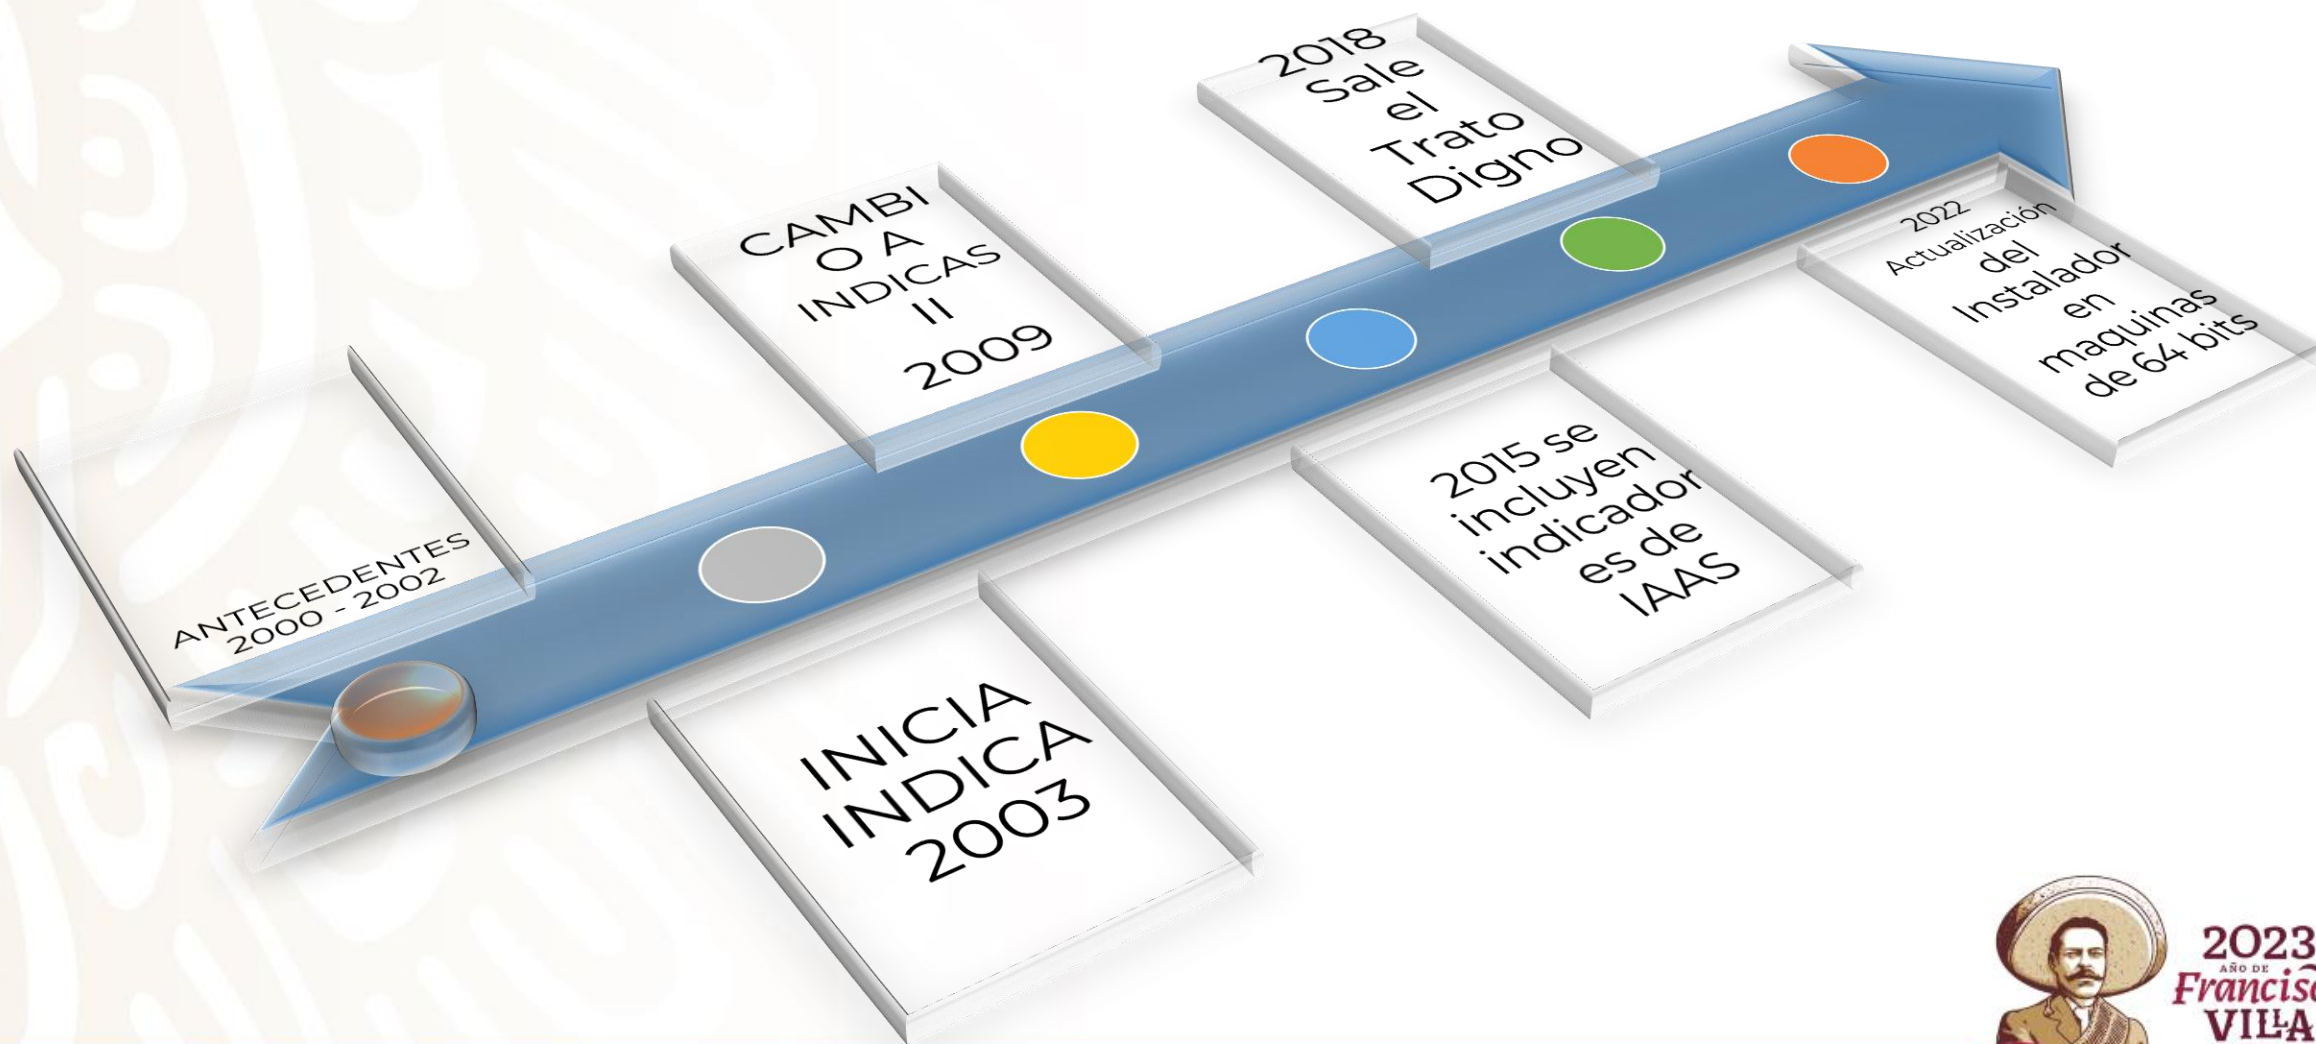 ANTECEDENTES
2000 - 2002
INICIA
INDICA
2003
CAMBI
O A
INDICAS
II
2009
2015 se
incluyen
indicador
es de
IAAS
2018
Sale
el
Trato
Digno
2022
Actualización
del
Instalador
en
maquinas
de 64 bits
2023
AÑO DE
Francisc
VILLA